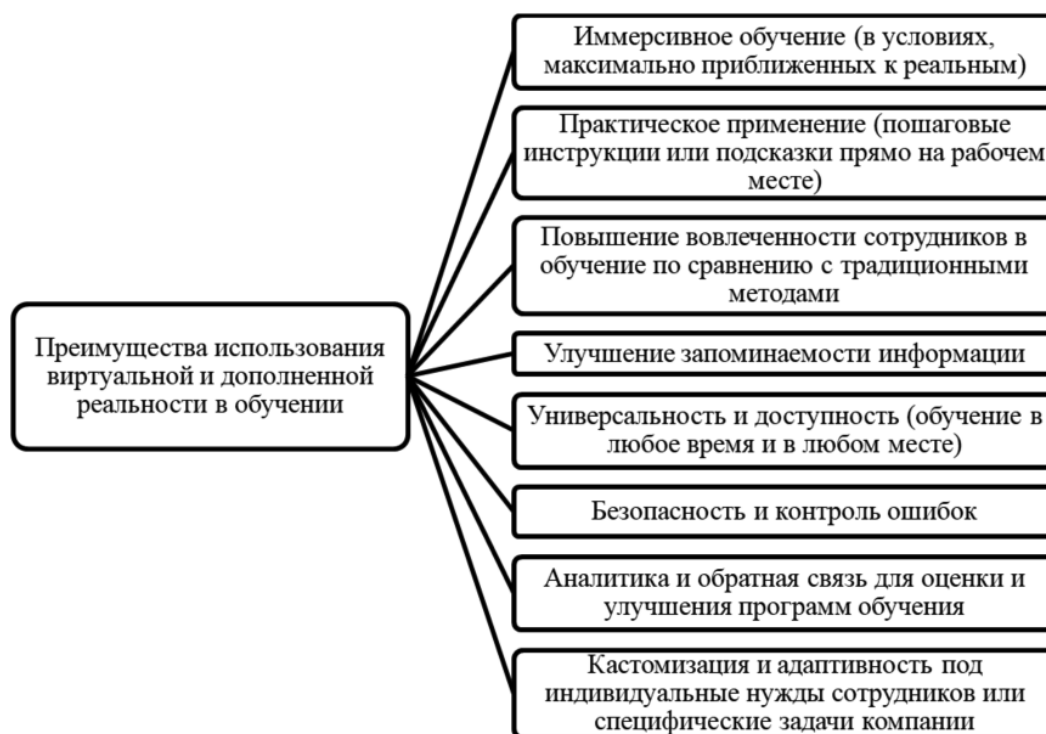 Преимущества использования
виртуальной и дополненной
реальности в обучении
Иммерсивное обучение (в условиях,
максимально приближенных к реальным)
Практическое применение (пошаговые
инструкции или подсказки прямо на рабочем
месте)
Повышение вовлеченности сотрудников в
обучение по сравнению с традиционными
методами
Улучшение запоминаемости информации
Универсальность и доступность (обучение в
любое время и в любом месте)
Безопасность и контроль ошибок
Аналитика и обратная связь для оценки и
улучшения программ обучения
Кастомизация и адаптивность под
индивидуальные нужды сотрудников или
специфические задачи компании